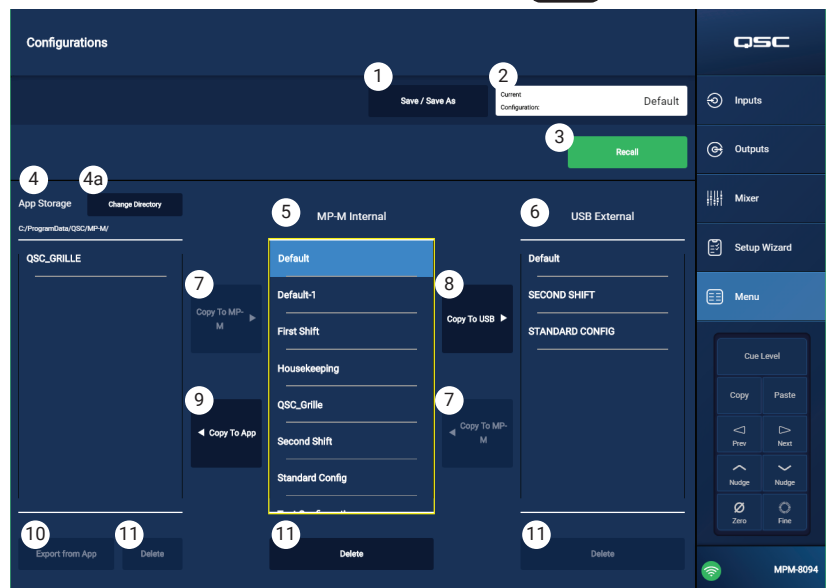 Configurations
QSC
1
2
Save / Save As
Current
Configuration:
Default
Inputs
3
Recall
Outputs
4
4a
App Storage
Change Directory
C:/ProgramData/QSC/MP-M/
5
MP-M Internal
6
USB External
Mixer
Setup Wizard
Menu
QSC_GRILLE
Default
Default-1
First Shift
Housekeeping
QSC_Grille
Second Shift
Standard Config
Default
SECOND SHIFT
STANDARD CONFIG
7
Copy To MP-
M
8
Copy To USB
9
Copy To App
7
Copy To MP-
M
10
Export from App
11
Delete
11
Delete
11
Delete
Cue Level
Copy
Paste
Prev
Next
Nudge
Nudge
Zero
Fine
MPM-8094